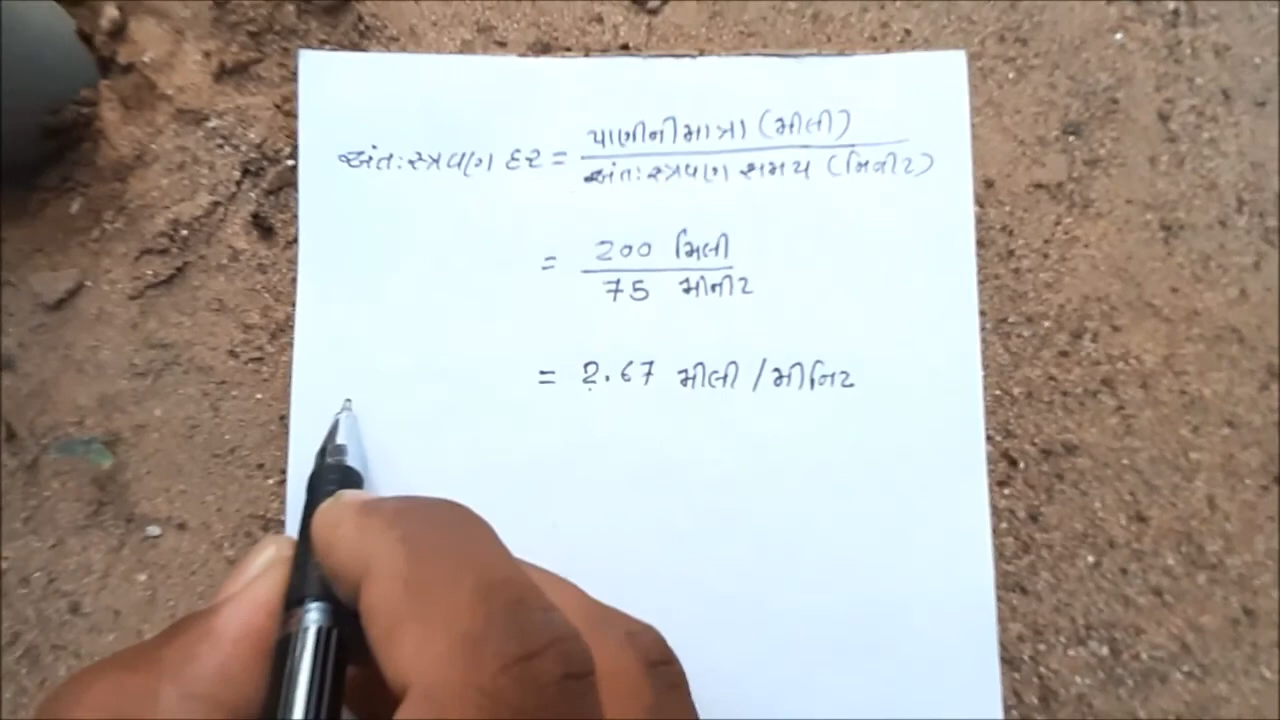 અંતઃસ્ત્રવણ દર = પાણીની માત્રા (મીલી) / અંતઃસ્ત્રવણ સમય (મિનીટ)
= 200 મિલી / 75 મીનીટ
= 2.67 મીલી / મીનિટ